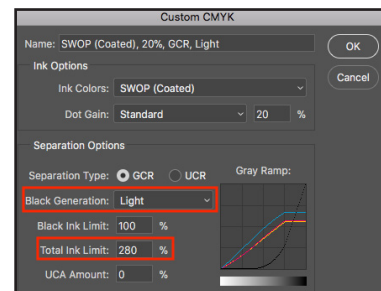 Custom CMYK
Name: SWOP (Coated), 20%, GCR, Light
OK
Cancel
Ink Options
Ink Colors: SWOP (Coated)
Dot Gain: Standard 20 %
Separation Options
Separation Type: GCR UCR
Gray Ramp:
Black Generation: Light
Black Ink Limit: 100 %
Total Ink Limit: 280 %
UCA Amount: 0 %